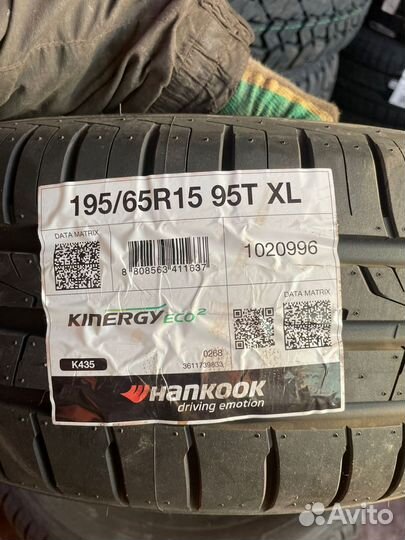 195/65R15 95T XL
DATA MATRIX
8 808563 411637
1020996
KINERGY ECO2
DATA MATRIX
K435
0268
3611739833
HANKOOK
driving emotion
Avito